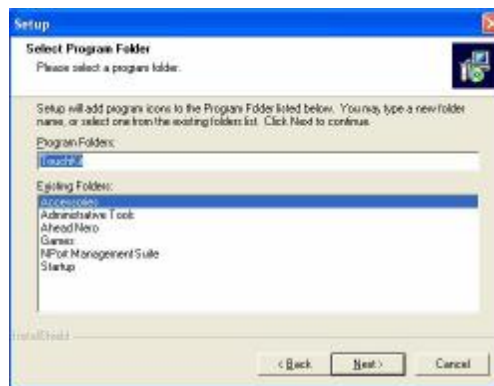 Setup
Select Program Folder
Please select a program folder.
Setup will add program icons to the Program Folder listed below. You may type a new folder
name, or select one from the existing folders list. Click Next to continue.
Program Folders:
TouchKit
Existing Folders:
Accessories
Administrative Tools
Ahead Nero
Games
NPort Management Suite
Startup
InstallShield
< Back
Next >
Cancel